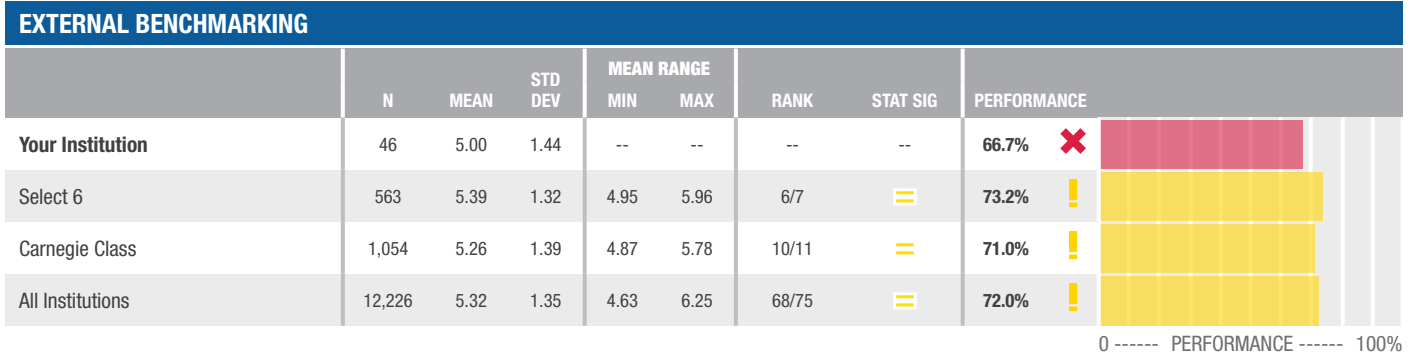 EXTERNAL BENCHMARKING
N MEAN STD DEV MEAN RANGE MIN MAX RANK STAT SIG PERFORMANCE
Your Institution 46 5.00 1.44 -- -- -- -- 66.7%
Select 6 563 5.39 1.32 4.95 5.96 6/7 = 73.2% !
Carnegie Class 1,054 5.26 1.39 4.87 5.78 10/11 = 71.0% !
All Institutions 12,226 5.32 1.35 4.63 6.25 68/75 = 72.0% !
0 ------ PERFORMANCE ------ 100%